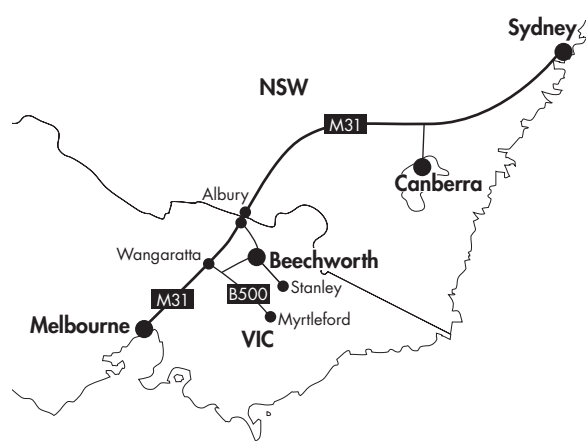 Sydney
NSW
M31
Canberra
Albury
Wangaratta
Beechworth
M31
B500
Stanley
Melbourne
Myrtleford
VIC